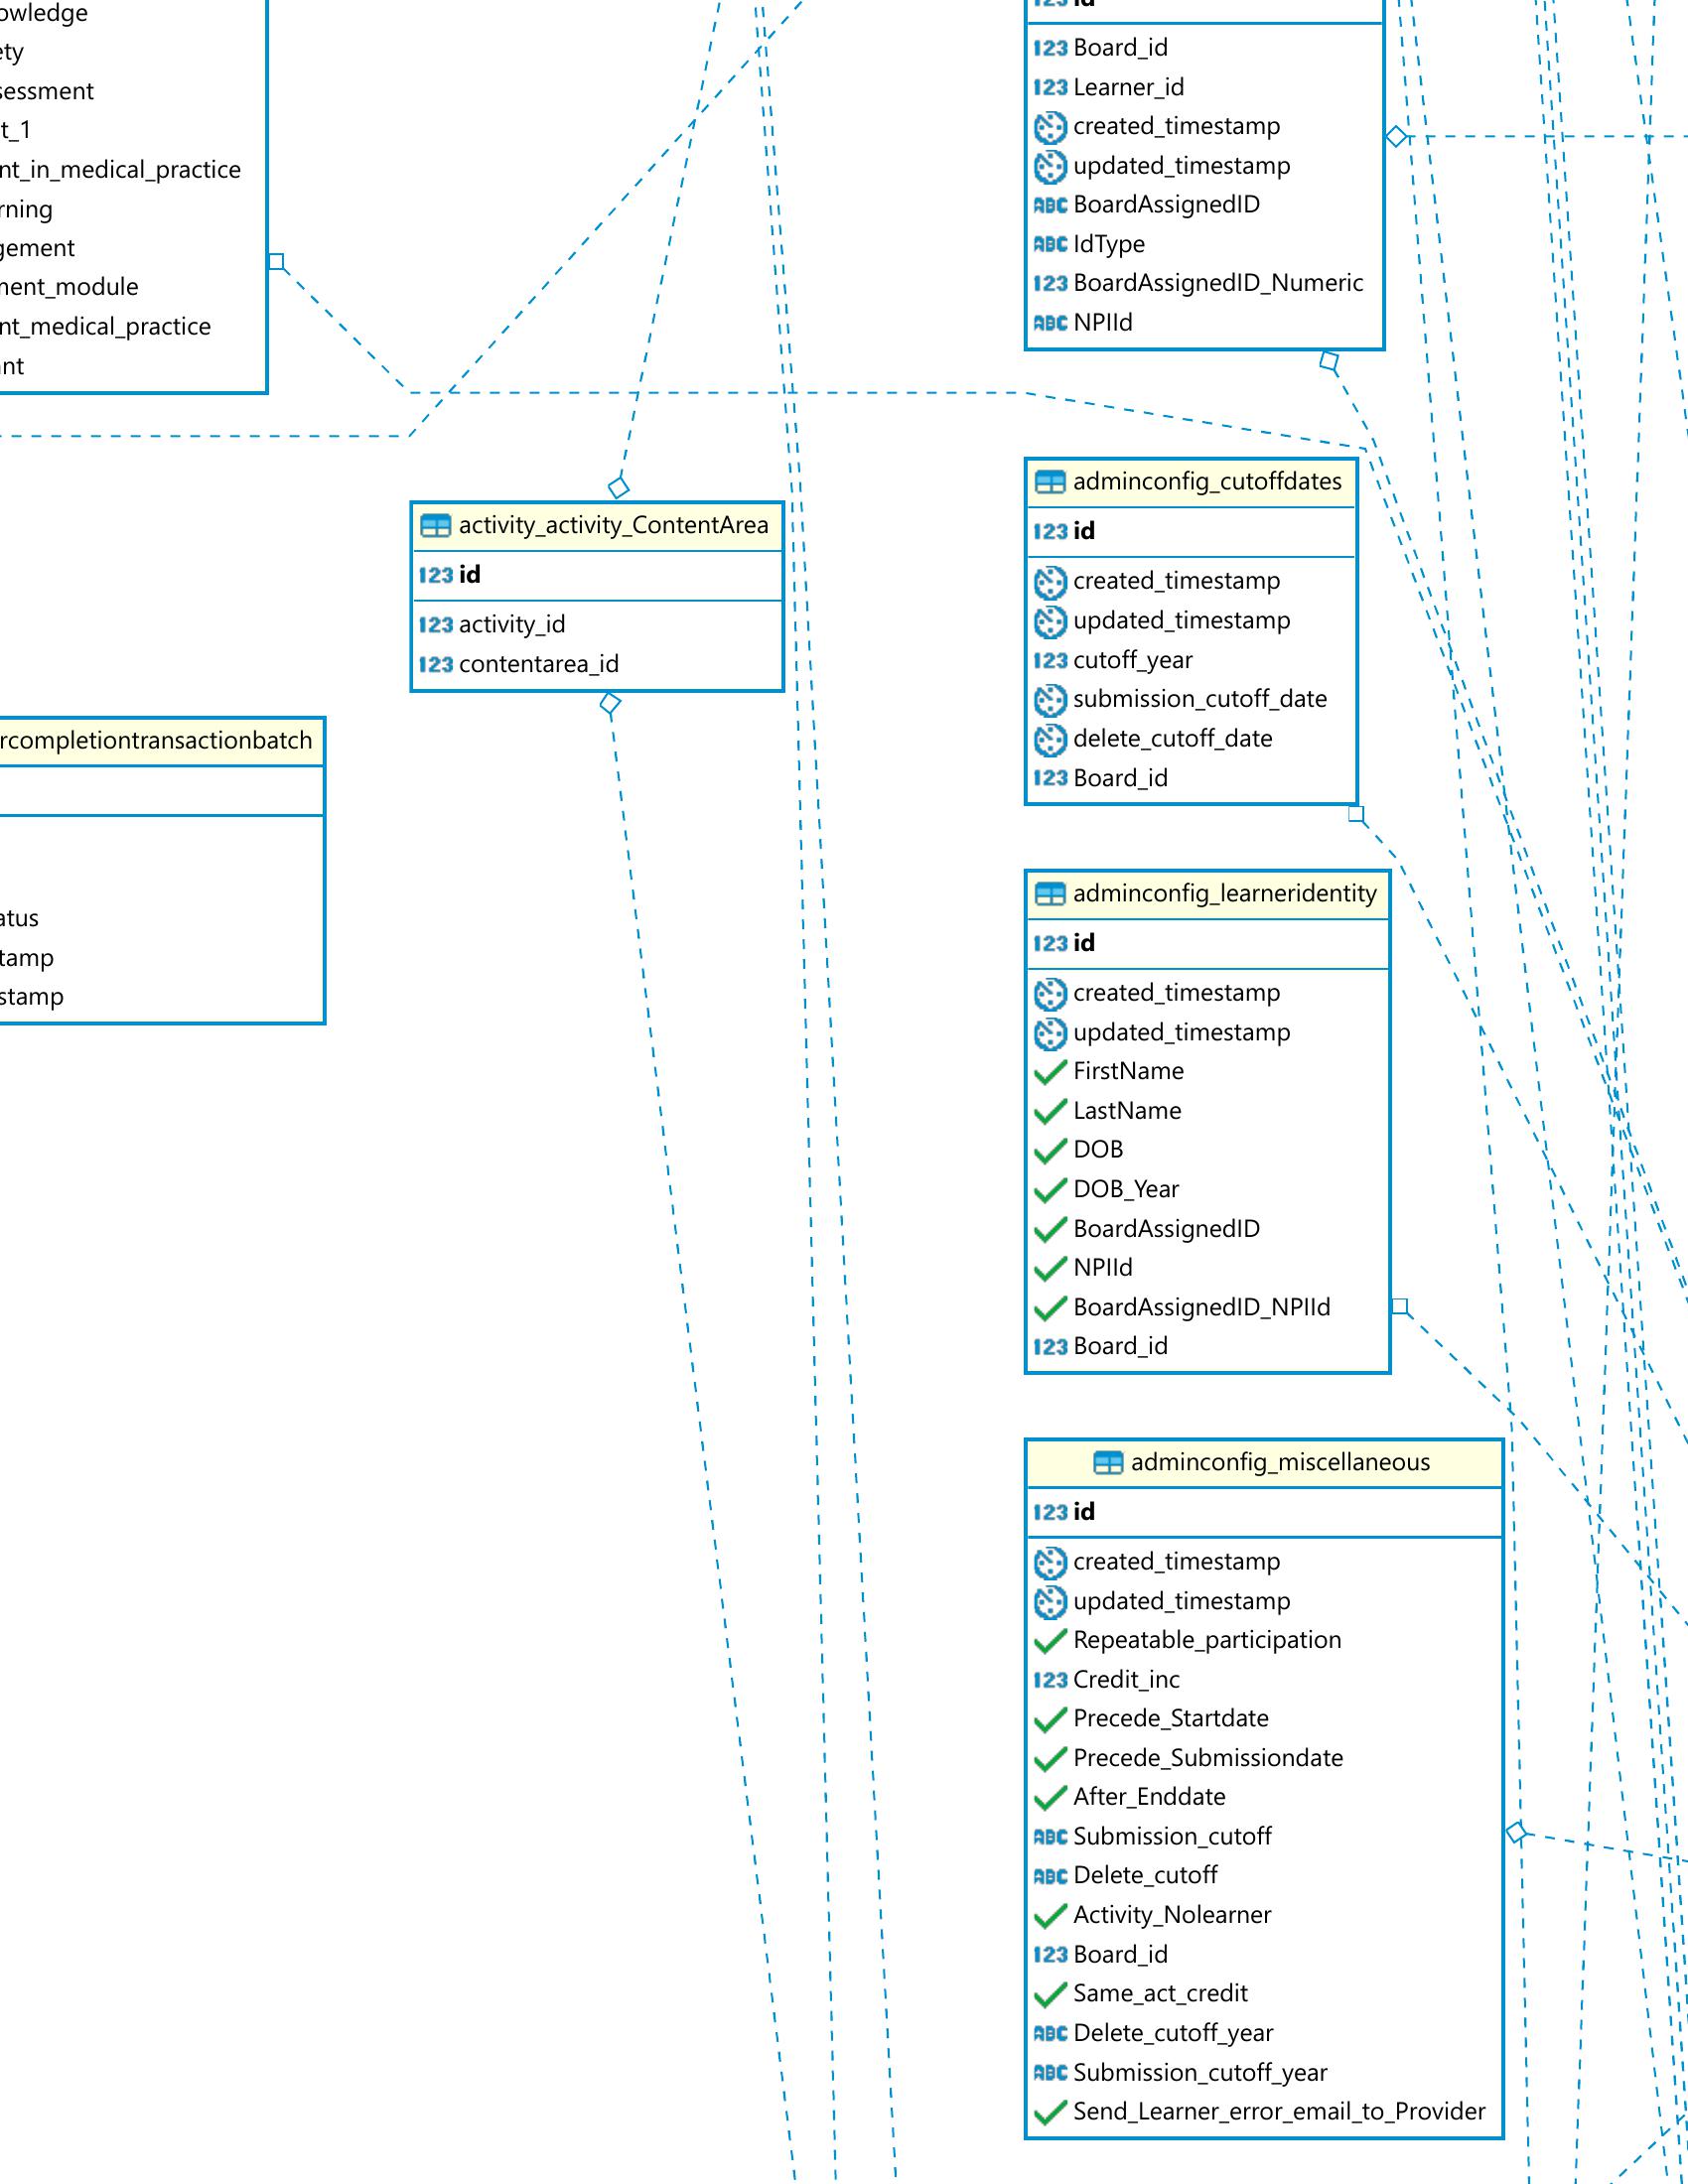 owledge
ety
sessment
t_1
nt_in_medical_practice
rning
gement
ment_module
nt_medical_practice
ant
rcompletiontransactionbatch
atus
tamp
stamp
activity_activity_ContentArea
123 id
123 activity_id
123 contentarea_id
id
123 Board_id
123 Learner_id
created_timestamp
updated_timestamp
ABC BoardAssignedID
ABC IdType
123 BoardAssignedID_Numeric
ABC NPIId
adminconfig_cutoffdates
123 id
created_timestamp
updated_timestamp
123 cutoff_year
submission_cutoff_date
delete_cutoff_date
123 Board_id
adminconfig_learneridentity
123 id
created_timestamp
updated_timestamp
FirstName
LastName
DOB
DOB_Year
BoardAssignedID
NPIId
BoardAssignedID_NPIId
123 Board_id
adminconfig_miscellaneous
123 id
created_timestamp
updated_timestamp
Repeatable_participation
123 Credit_inc
Precede_Startdate
Precede_Submissiondate
After_Enddate
ABC Submission_cutoff
ABC Delete_cutoff
Activity_Nolearner
123 Board_id
Same_act_credit
ABC Delete_cutoff_year
ABC Submission_cutoff_year
Send_Learner_error_email_to_Provider